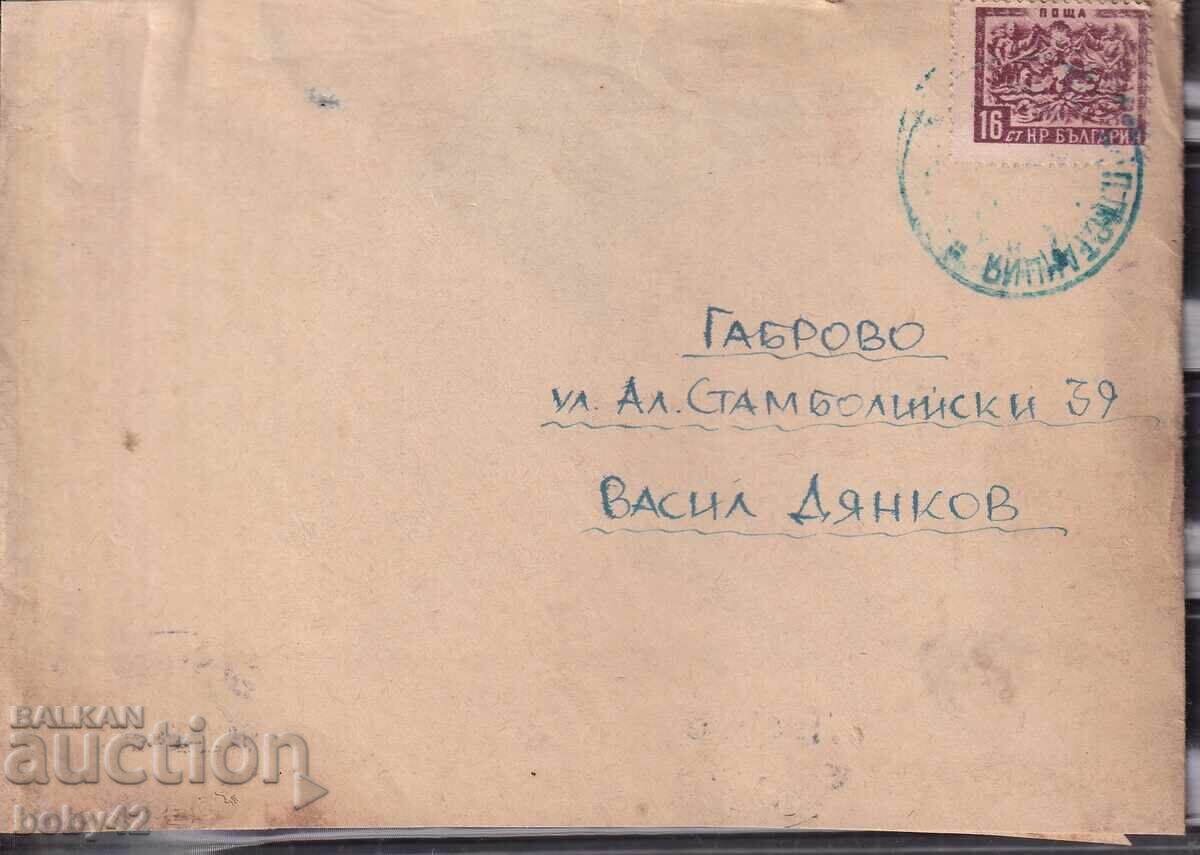 ПОЩА
16 СТ НР БЪЛГАРИЯ
ГАБРОВО
УЛ. АЛ. СТАМБОЛИЙСКИ 39
ВАСИЛ ДЯНКОВ
BALKAN
auction
boby42